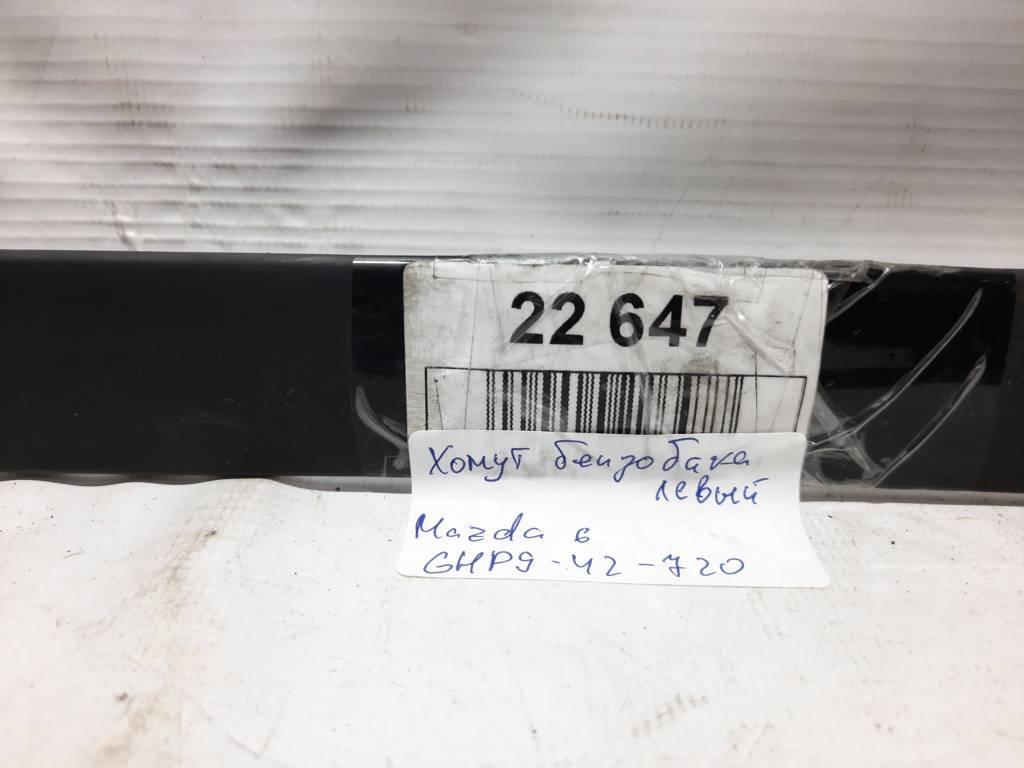 22 647
Хомут бензобака
левый
Mazda 6
GHP9-42-720